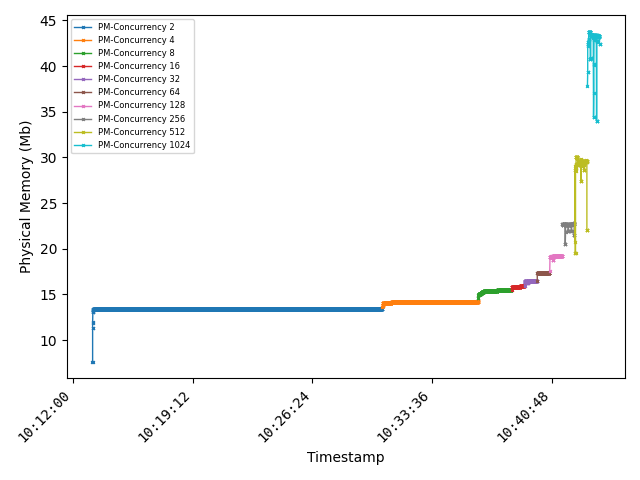 45
40
35
30
25
20
15
10
Physical Memory (Mb)
PM-Concurrency 2
PM-Concurrency 4
PM-Concurrency 8
PM-Concurrency 16
PM-Concurrency 32
PM-Concurrency 64
PM-Concurrency 128
PM-Concurrency 256
PM-Concurrency 512
PM-Concurrency 1024
10:12:00
10:19:12
10:26:24
10:33:36
10:40:48
Timestamp